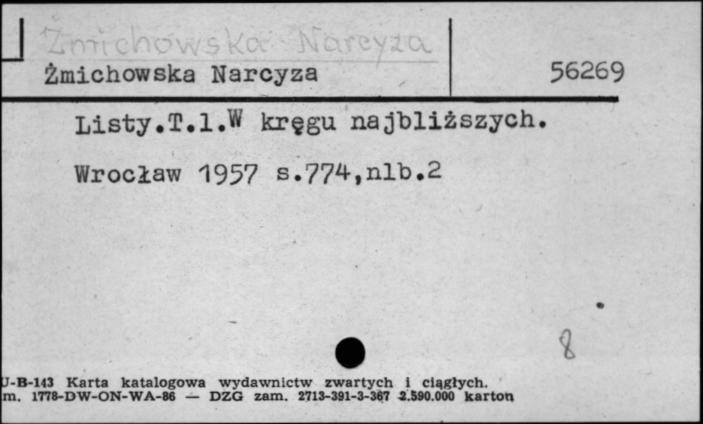 Żmichowska Narcyza
Żmichowska Narcyza 56269
Listy.T.1.W kręgu najbliższych.
Wrocław 1957 s.774,nlb.2
8
U-B-143 Karta katalogowa wydawnictw zwartych i ciągłych.
m. 1778-DW-ON-WA-86 — DZG zam. 2713-391-3-367 2.590.000 karton